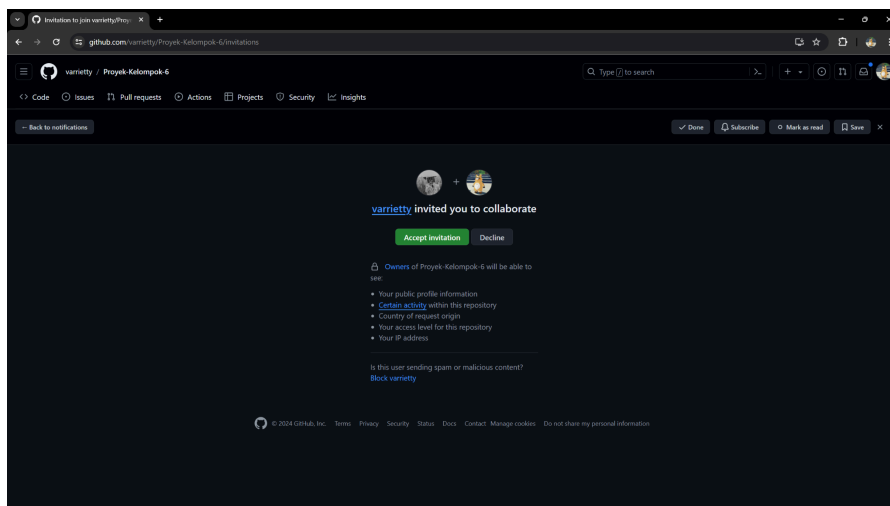 Invitation to join varrietty/Proy
github.com/varrietty/Proyek-Kelompok-6/invitations
varrietty / Proyek-Kelompok-6
Type / to search
Code Issues Pull requests Actions Projects Security Insights
← Back to notifications
Done Subscribe Mark as read Save
varrietty invited you to collaborate
Accept invitation Decline
Owners of Proyek-Kelompok-6 will be able to
see:
• Your public profile information
• Certain activity within this repository
• Country of request origin
• Your access level for this repository
• Your IP address
Is this user sending spam or malicious content?
Block varrietty
© 2024 GitHub, Inc. Terms Privacy Security Status Docs Contact Manage cookies Do not share my personal information